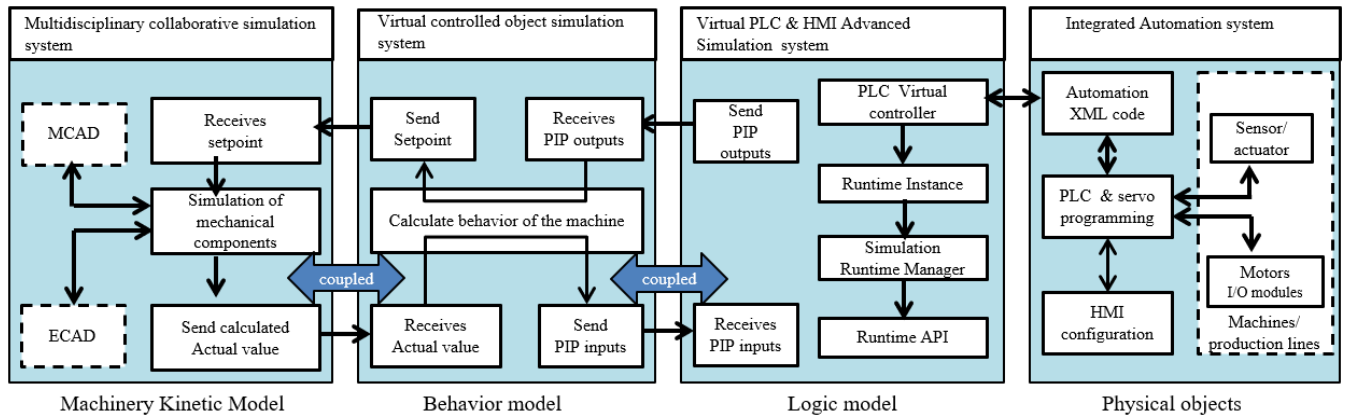 Multidisciplinary collaborative simulation
system
Virtual controlled object simulation
system
Virtual PLC & HMI Advanced
Simulation system
Integrated Automation system
MCAD
Receives
setpoint
Simulation of
mechanical
components
ECAD
Send calculated
Actual value
coupled
Send
Setpoint
Receives
PIP outputs
Calculate behavior of the machine
Receives
Actual value
Send
PIP inputs
coupled
Send
PIP
outputs
Receives
PIP inputs
PLC Virtual
controller
Runtime Instance
Simulation
Runtime Manager
Runtime API
Automation
XML code
PLC & servo
programming
HMI
configuration
Sensor/
actuator
Motors
I/O modules
Machines/
production lines
Machinery Kinetic Model
Behavior model
Logic model
Physical objects